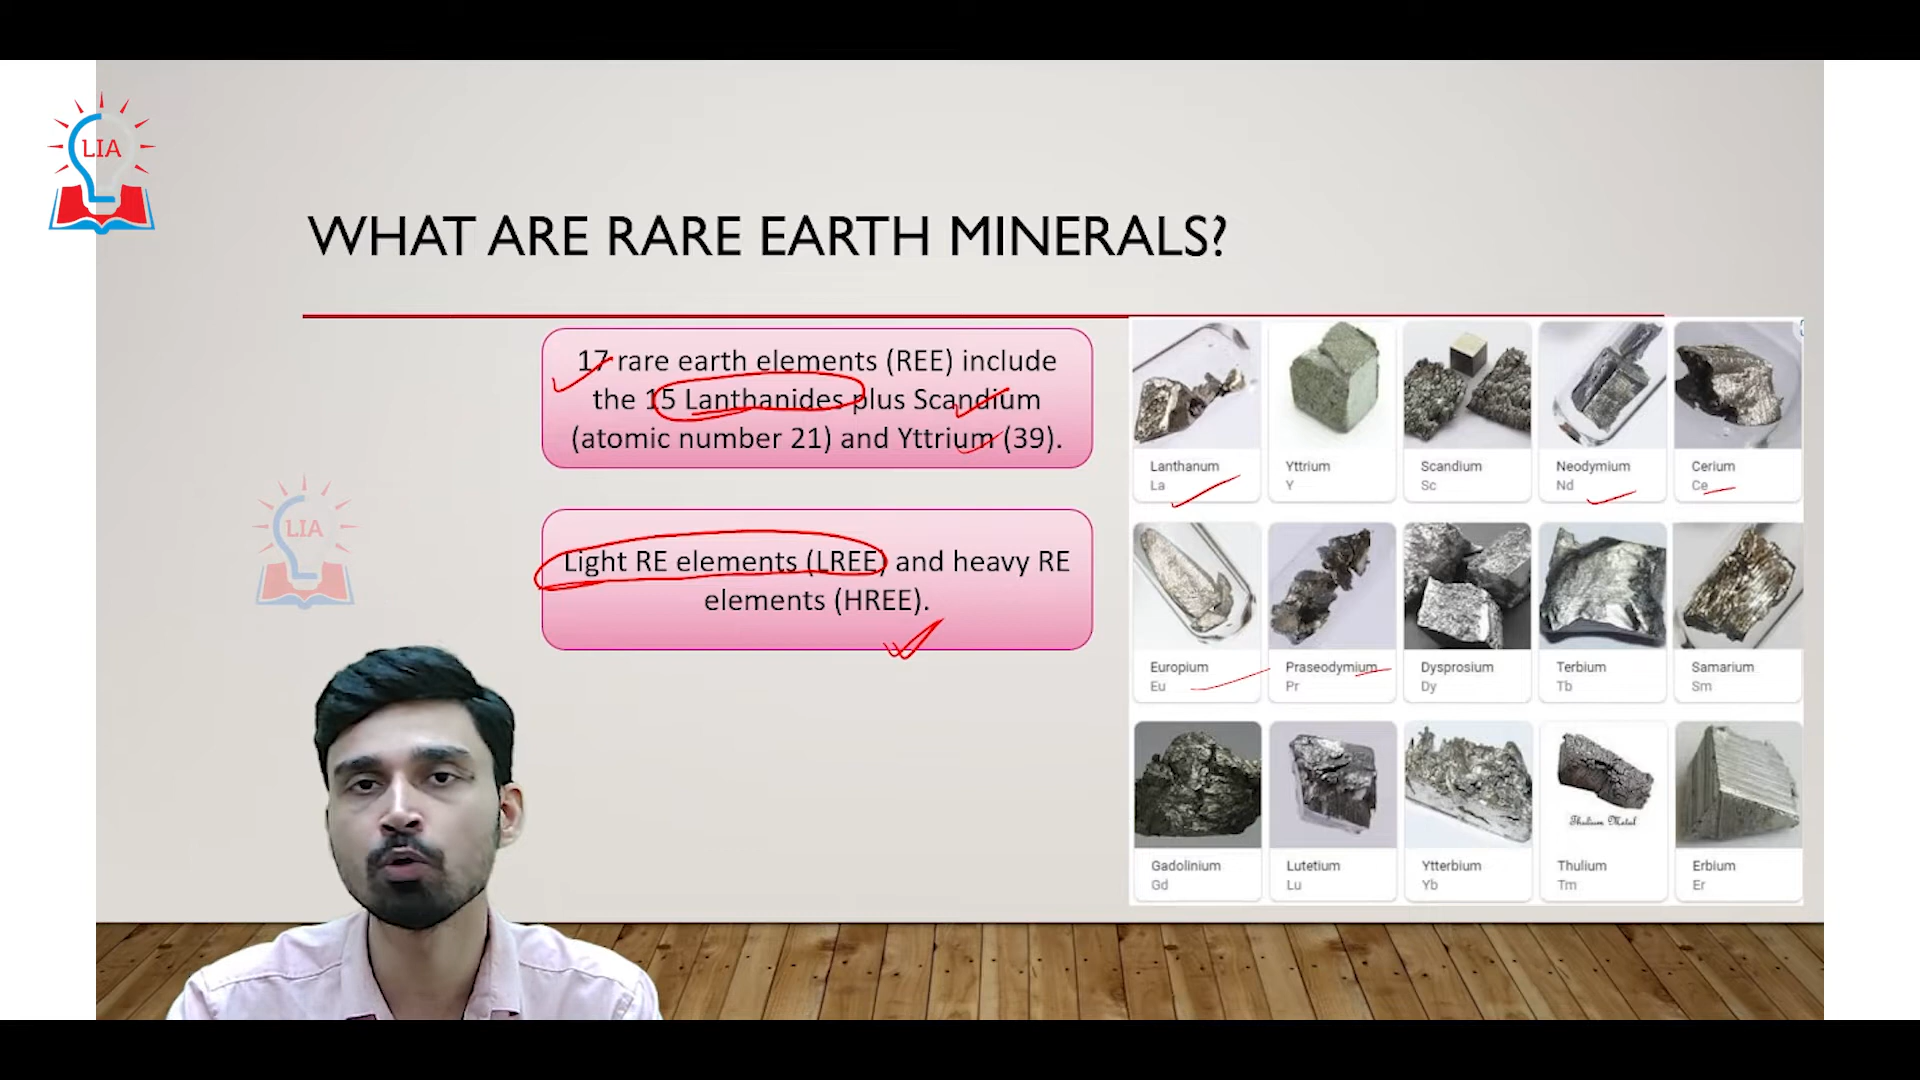 LIA
WHAT ARE RARE EARTH MINERALS?
17 rare earth elements (REE) include
the 15 Lanthanides plus Scandium
(atomic number 21) and Yttrium (39).
LIA
Light RE elements (LREE) and heavy RE
elements (HREE).
Lanthanum
La
Yttrium
Y
Scandium
Sc
Neodymium
Nd
Cerium
Ce
Europium
Eu
Praseodymium
Pr
Dysprosium
Dy
Terbium
Tb
Samarium
Sm
Gadolinium
Gd
Lutetium
Lu
Ytterbium
Yb
Thulium Metal
Thulium
Tm
Erbium
Er